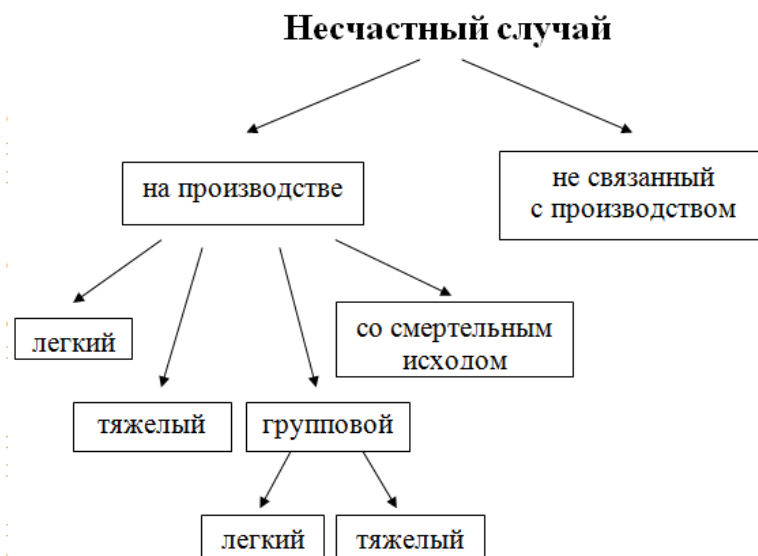 Несчастный случай
на производстве
не связанный
с производством
легкий
со смертельным
исходом
тяжелый
групповой
легкий
тяжелый